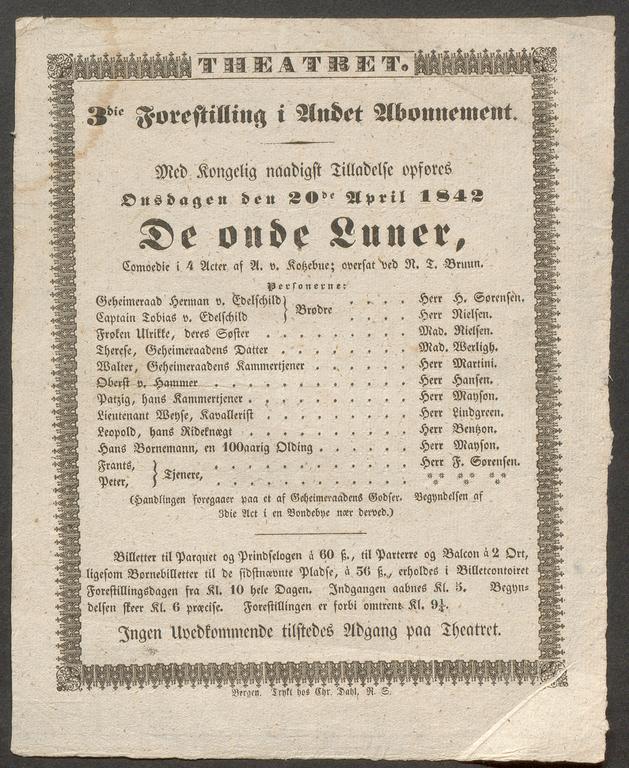 THEATRET.
3die Forestilling i Andet Abonnement.
Med Kongelig naadigst Tilladelse opføres
Onsdagen den 20de April 1842
De onde Luner,
Comoedie i 4 Acter af A. v. Kotzebue; oversat ved N. T. Bruun.
Personerne:
Geheimeraad Herman v. Edelschild } Brødre . . . . Herr H. Sørensen.
Captain Tobias v. Edelschild . . . . Herr Nielsen.
Frøken Ulrikke, deres Søster . . . . . . . . . Mad. Nielsen.
Therese, Geheimeraadens Datter . . . . . . . . Mad. Werligh.
Walter, Geheimeraadens Kammertjener . . . . . . Herr Martini.
Oberst v. Hammer . . . . . . . . . . . Herr Hansen.
Patzig, hans Kammertjener . . . . . . . . . Herr Mayson.
Lieutenant Weyse, Kavallerist . . . . . . . . Herr Lindgreen.
Leopold, hans Rideknægt . . . . . . . . . Herr Bentzon.
Hans Bornemann, en 100aarig Olding . . . . . . Herr Mayson.
Frants, } Tjenere, . . . . . . . . . . Herr F. Sørensen.
Peter, . . . . . . . . . . * * * * *
(Handlingen foregaaer paa et af Geheimeraadens Godser. Begyndelsen af
3die Act i en Bondebye nær derved.)
Billetter til Parquet og Prindselogen à 60 ß., til Parterre og Balcon à 2 Ort,
ligesom Børnebilletter til de sidstnævnte Pladse, à 36 ß., erholdes i Billetcontoiret
Forestillingsdagen fra Kl. 10 hele Dagen. Indgangen aabnes Kl. 5. Begyn-
delsen skeer Kl. 6 præcise. Forestillingen er forbi omtrent Kl. 9½.
Ingen Uvedkommende tilstedes Adgang paa Theatret.
Bergen. Trykt hos Chr. Dahl, R. S.